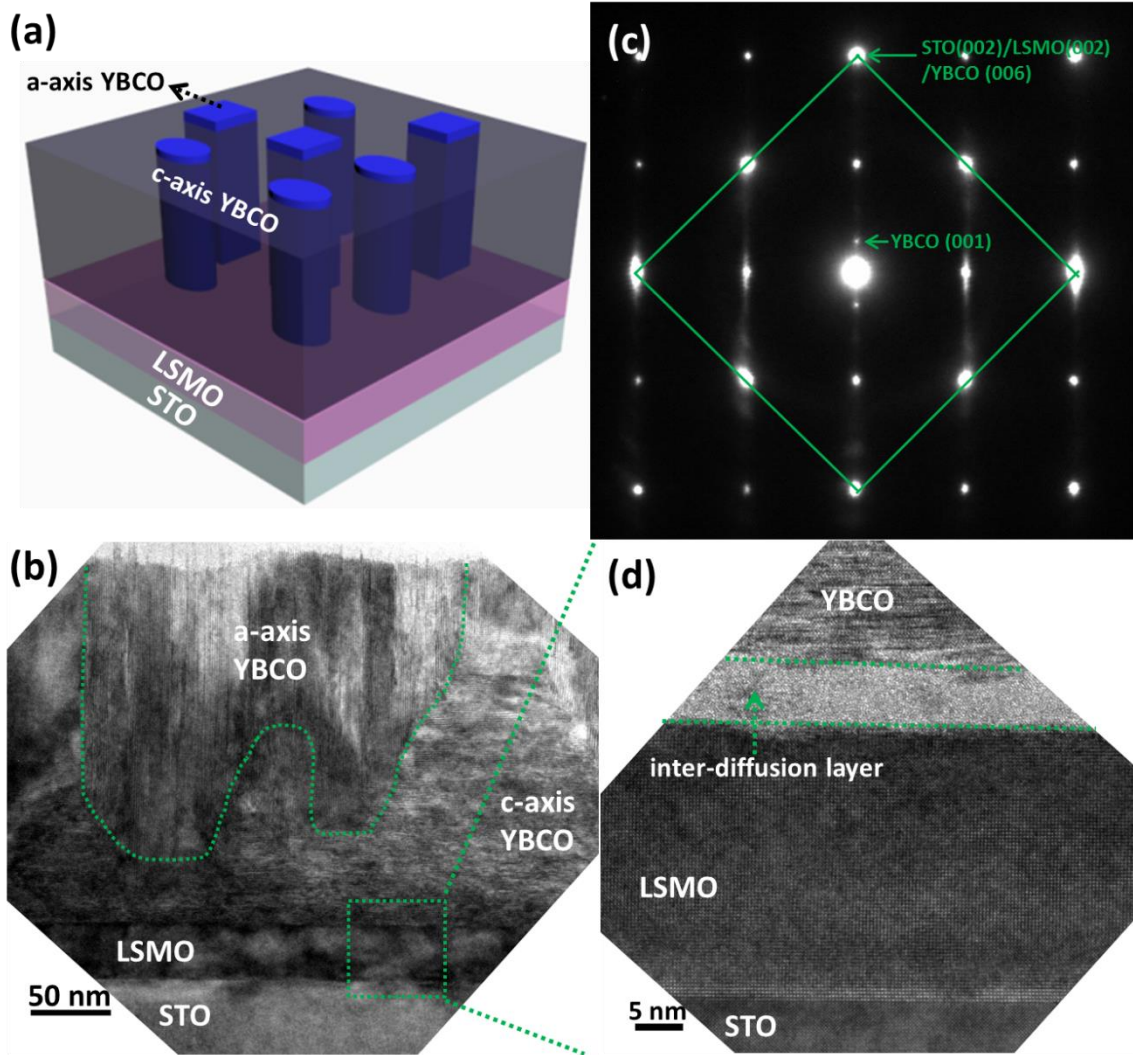 (a)
a-axis YBCO
c-axis YBCO
LSMO
STO
(c)
STO(002)/LSMO(002)
/YBCO (006)
YBCO (001)
(b)
a-axis
YBCO
c-axis
YBCO
LSMO
50 nm
STO
(d)
YBCO
inter-diffusion layer
LSMO
5 nm
STO